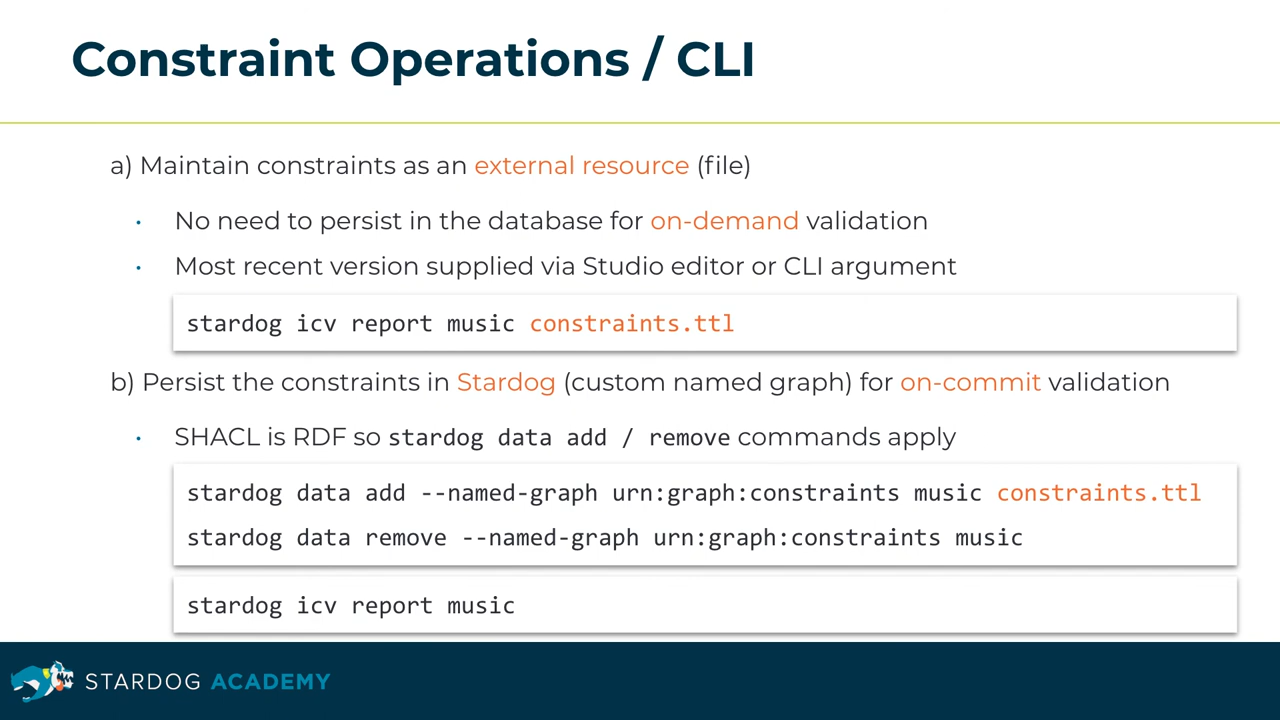 Constraint Operations / CLI
a) Maintain constraints as an external resource (file)
• No need to persist in the database for on-demand validation
• Most recent version supplied via Studio editor or CLI argument
stardog icv report music constraints.ttl
b) Persist the constraints in Stardog (custom named graph) for on-commit validation
• SHACL is RDF so stardog data add / remove commands apply
stardog data add --named-graph urn:graph:constraints music constraints.ttl
stardog data remove --named-graph urn:graph:constraints music
stardog icv report music
STARDOG ACADEMY